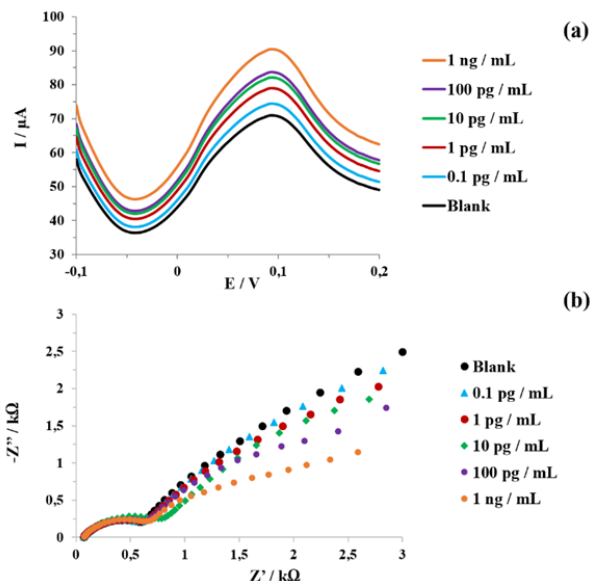 (a)
100
90
80
70
60
50
40
30
I / µA
-0,1
0
0,1
0,2
E / V
1 ng / mL
100 pg / mL
10 pg / mL
1 pg / mL
0.1 pg / mL
Blank
(b)
3
2,5
2
1,5
1
0,5
0
-Z'' / kΩ
0
0,5
1
1,5
2
2,5
3
Z' / kΩ
Blank
0.1 pg / mL
1 pg / mL
10 pg / mL
100 pg / mL
1 ng / mL